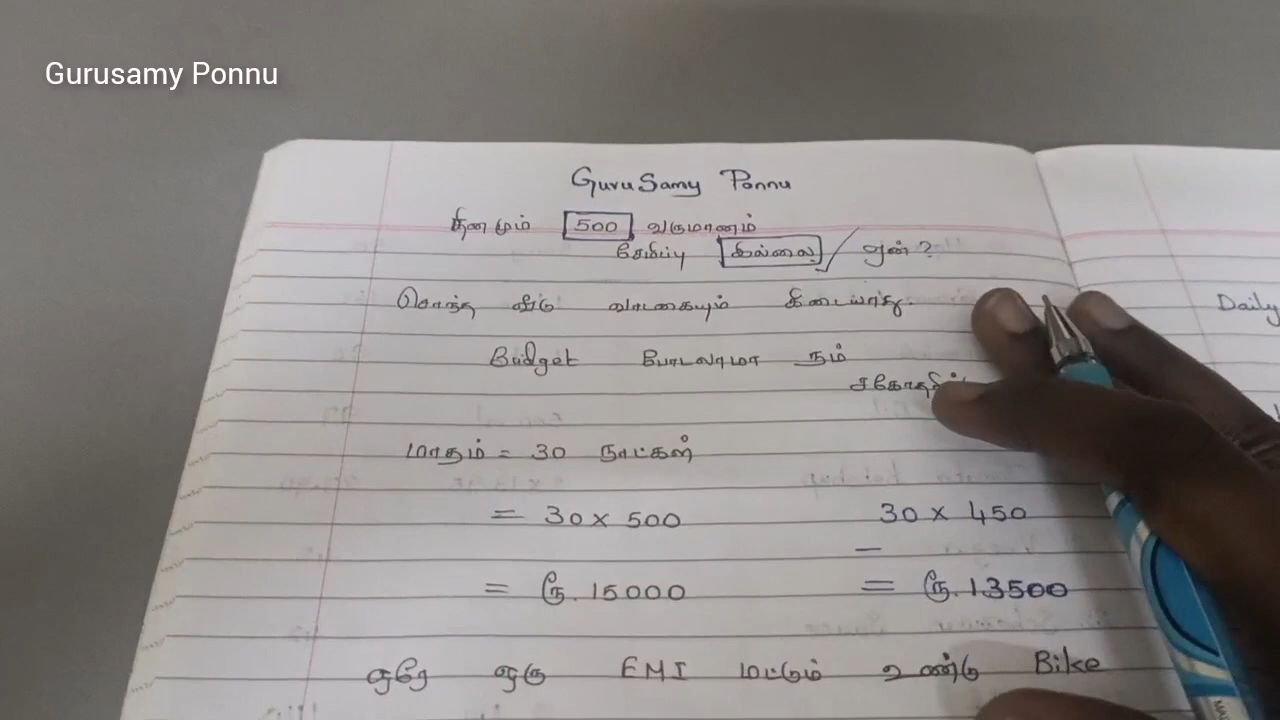 Gurusamy Ponnu
GuruSamy Ponnu
தினமும் 500 வருமானம்
சேமிப்பு இல்லை ஏன்?
சொந்த வீடு வாடகையும் கிடையாது.
Daily
Budget போடலாமா நம்
மாதம் = 30 நாட்கள்
= 30 x 500 30 x 450
= ரூ. 15000 = ரூ. 13500
ஒரே ஒரு EMI மட்டும் உண்டு Bike